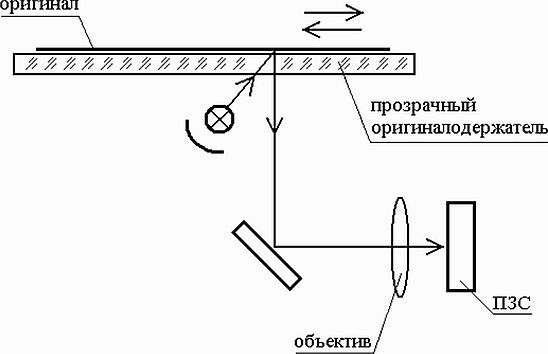 оригинал
прозрачный
оригиналодержатель
ПЗС
объектив